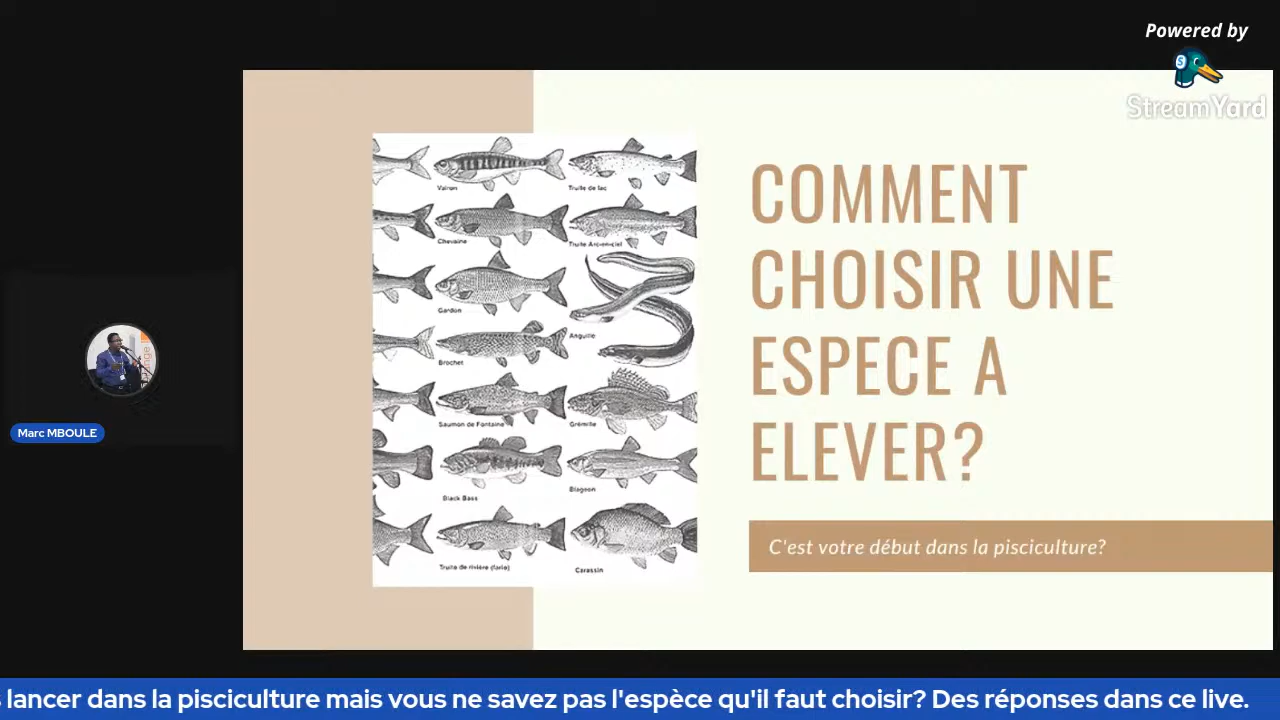 Powered by
StreamYard
COMMENT
CHOISIR UNE
ESPECE A
ELEVER?
C'est votre début dans la pisciculture?
Vairon
Truite de lac
Chevaine
Truite Arc-en-ciel
Gardon
Anguille
Brochet
Saumon de Fontaine
Grémille
Black Bass
Blageon
Truite de rivière (fario)
Carassin
Marc MBOULE
lancer dans la pisciculture mais vous ne savez pas l'espèce qu'il faut choisir? Des réponses dans ce live.